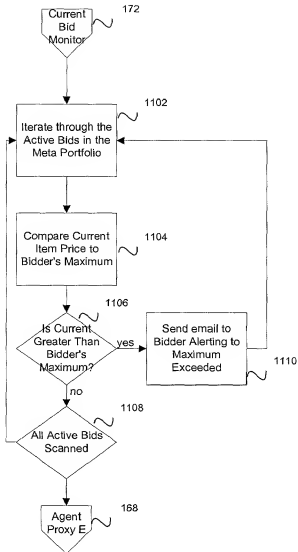 Current
Bid
Monitor
172
1102
Iterate through the
Active Bids in the
Meta Portfolio
Compare Current
Item Price to
Bidder's Maximum
1104
1106
Is Current
Greater Than
Bidder's
Maximum?
yes
Send email to
Bidder Alerting to
Maximum
Exceeded
1110
no
1108
All Active Bids
Scanned
Agent
Proxy E
168